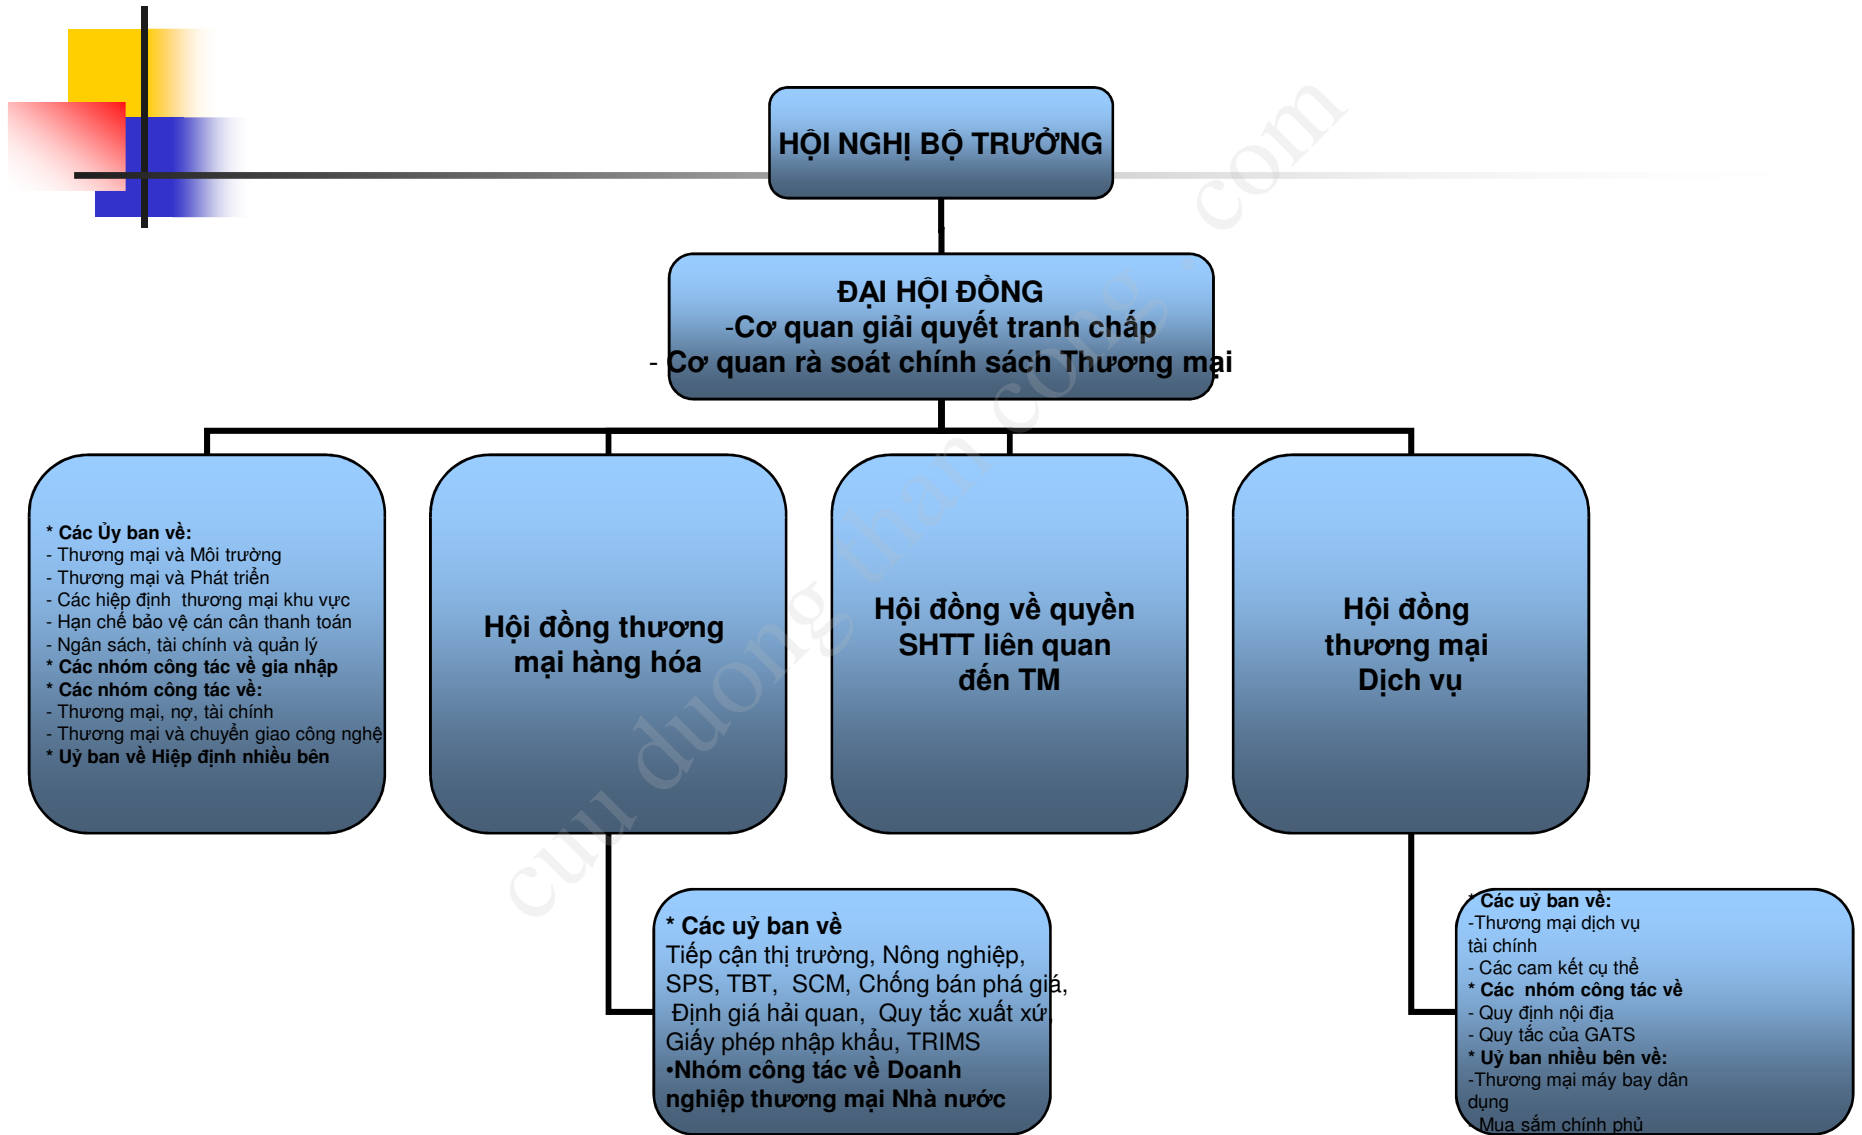 HỘI NGHỊ BỘ TRƯỞNG
ĐẠI HỘI ĐỒNG
-Cơ quan giải quyết tranh chấp
- Cơ quan rà soát chính sách Thương mại
* Các Ủy ban về:
- Thương mại và Môi trường
- Thương mại và Phát triển
- Các hiệp định thương mại khu vực
- Hạn chế bảo vệ cán cân thanh toán
- Ngân sách, tài chính và quản lý
* Các nhóm công tác về gia nhập
* Các nhóm công tác về:
- Thương mại, nợ, tài chính
- Thương mại và chuyển giao công nghệ
* Uỷ ban về Hiệp định nhiều bên
Hội đồng thương
mại hàng hóa
Hội đồng về quyền
SHTT liên quan
đến TM
Hội đồng
thương mại
Dịch vụ
* Các uỷ ban về
Tiếp cận thị trường, Nông nghiệp,
SPS, TBT, SCM, Chống bán phá giá,
Định giá hải quan, Quy tắc xuất xứ,
Giấy phép nhập khẩu, TRIMS
•Nhóm công tác về Doanh
nghiệp thương mại Nhà nước
* Các uỷ ban về:
-Thương mại dịch vụ
tài chính
- Các cam kết cụ thể
* Các nhóm công tác về
- Quy định nội địa
- Quy tắc của GATS
* Uỷ ban nhiều bên về:
-Thương mại máy bay dân
dụng
- Mua sắm chính phủ
cuu duong than cong . com